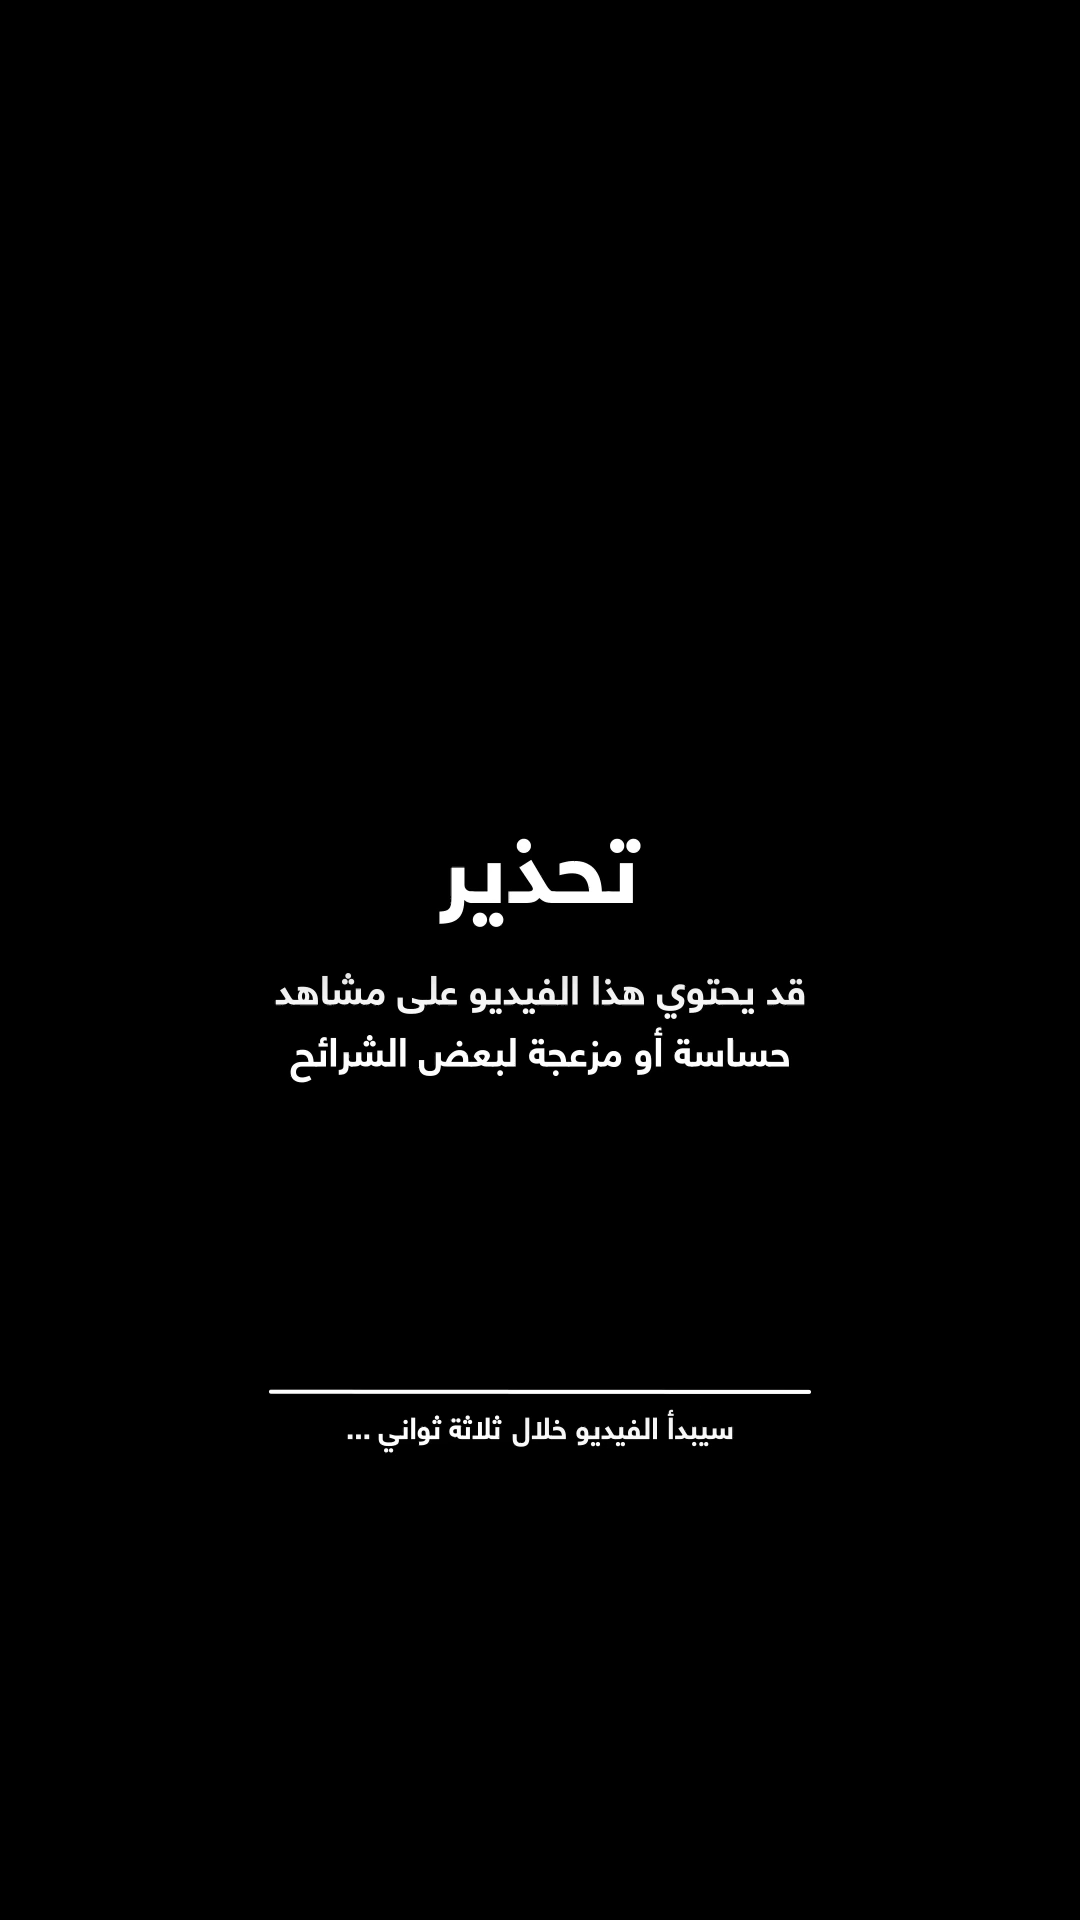 تحذير
قد يحتوي هذا الفيديو على مشاهد
حساسة أو مزعجة لبعض الشرائح
سيبدأ الفيديو خلال ثلاثة ثواني ...